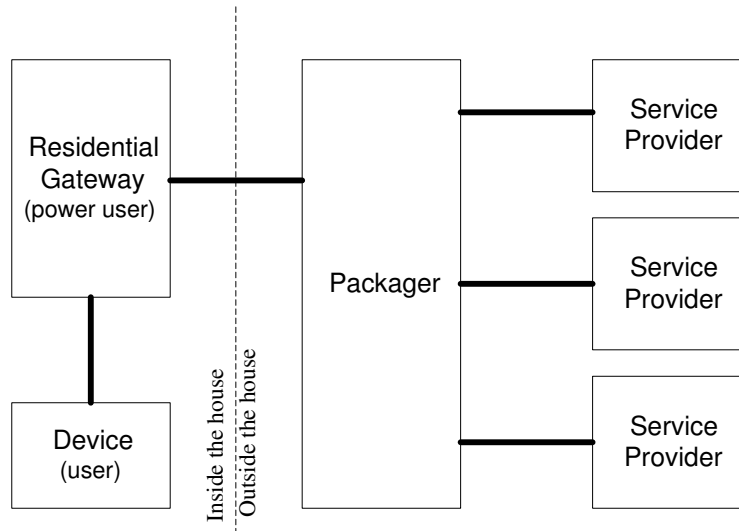 Residential
Gateway
(power user)
Device
(user)
Inside the house
Outside the house
Packager
Service
Provider
Service
Provider
Service
Provider